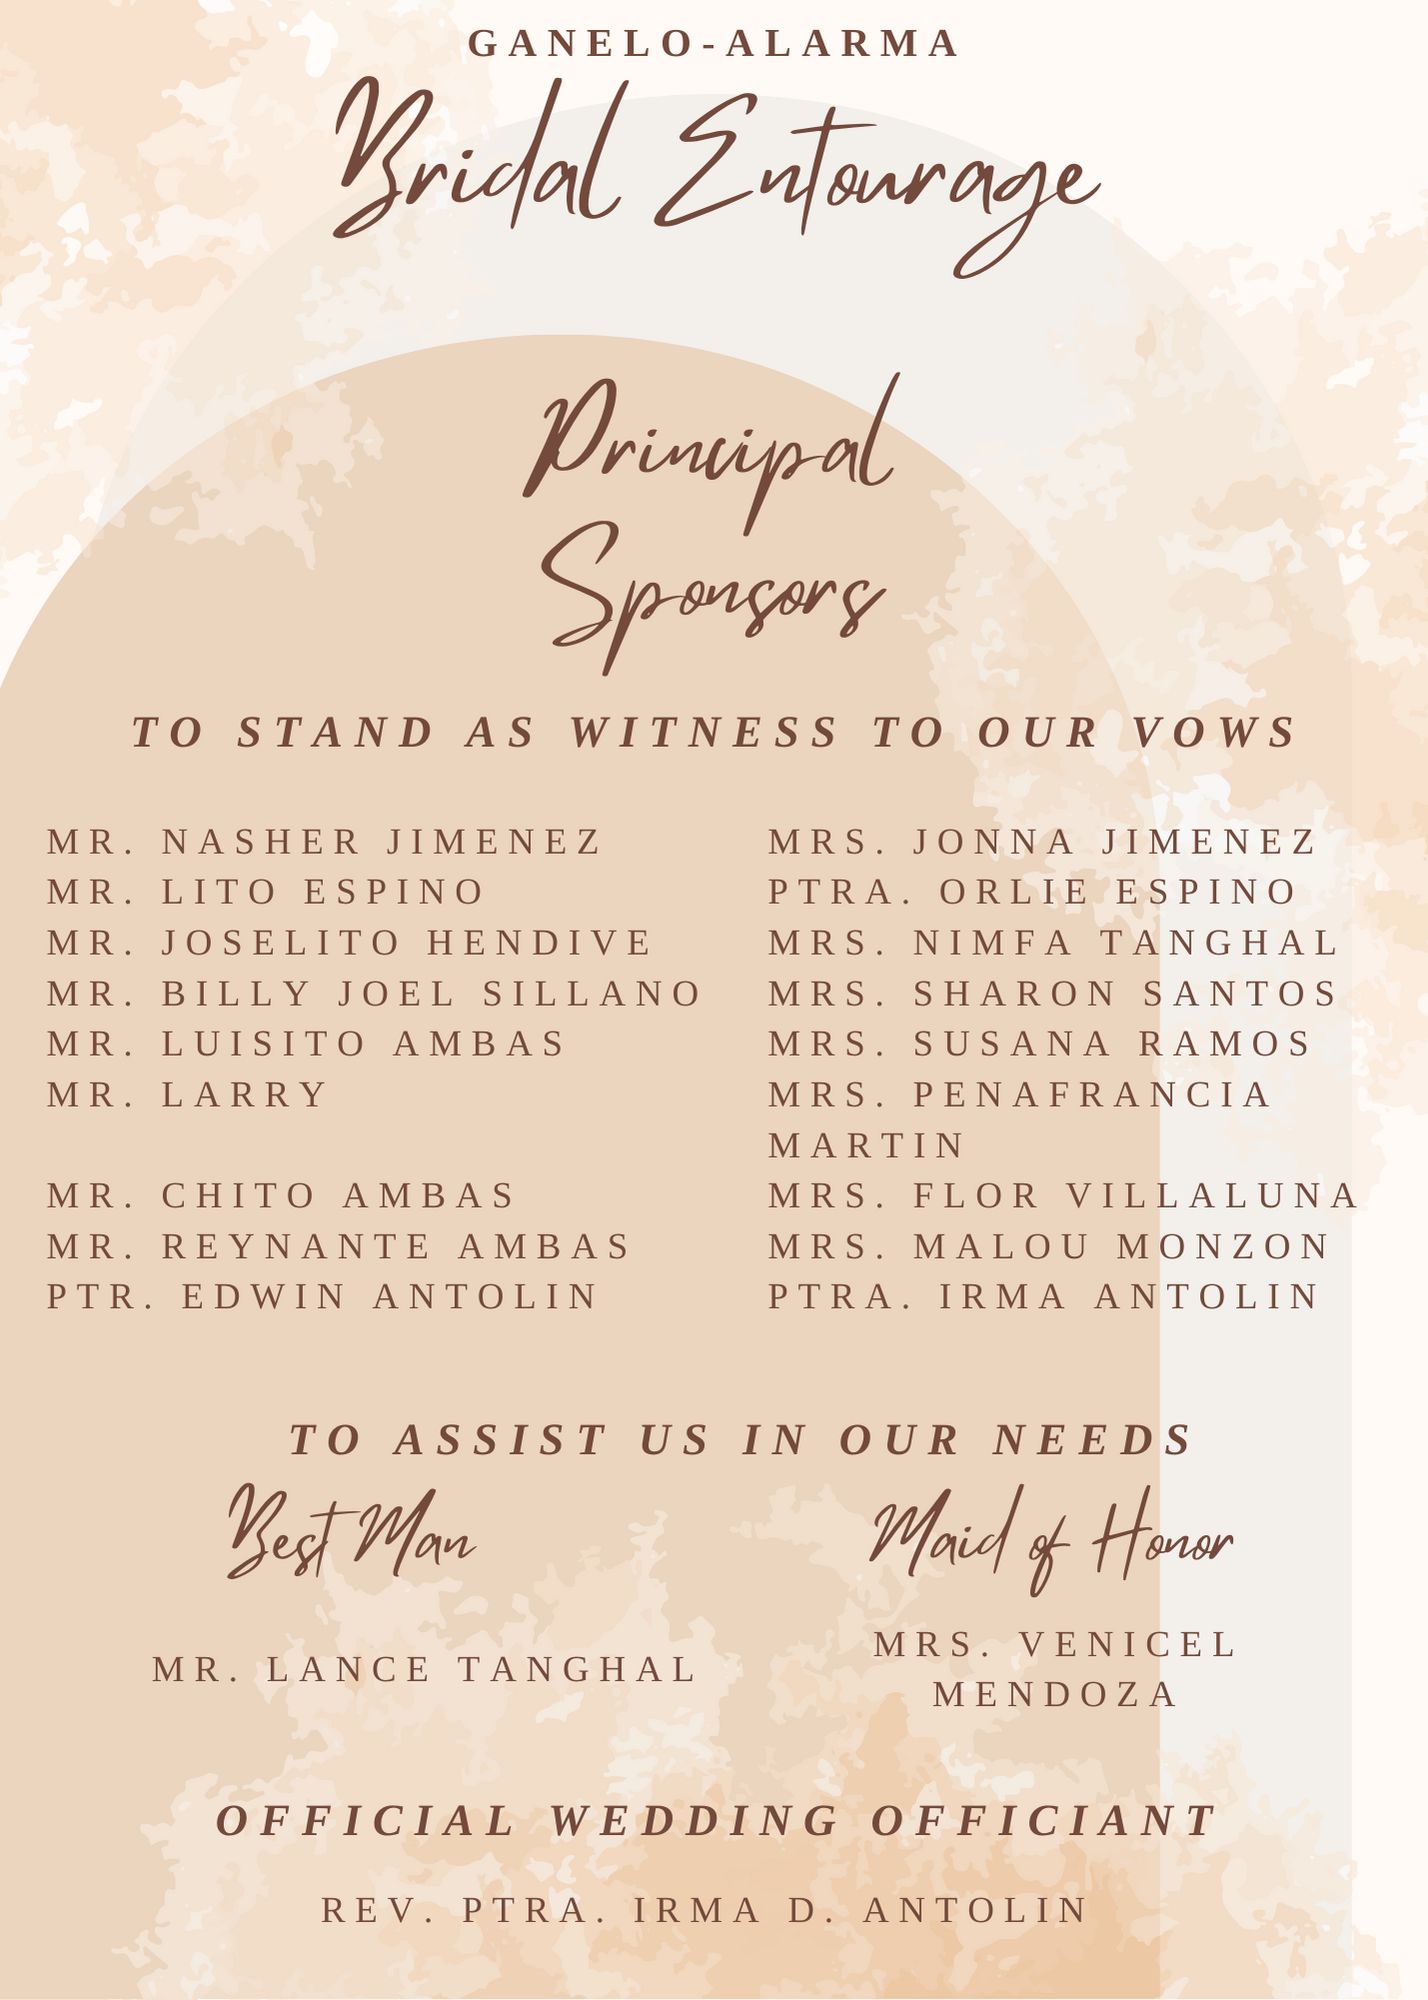 GANELO-ALARMA
Bridal Entourage
Principal
Sponsors
TO STAND AS WITNESS TO OUR VOWS
MR. NASHER JIMENEZ
MR. LITO ESPINO
MR. JOSELITO HENDIVE
MR. BILLY JOEL SILLANO
MR. LUISITO AMBAS
MR. LARRY
MR. CHITO AMBAS
MR. REYNANTE AMBAS
PTR. EDWIN ANTOLIN
MRS. JONNA JIMENEZ
PTRA. ORLIE ESPINO
MRS. NIMFA TANGHAL
MRS. SHARON SANTOS
MRS. SUSANA RAMOS
MRS. PENAFRANCIA
MARTIN
MRS. FLOR VILLALUNA
MRS. MALOU MONZON
PTRA. IRMA ANTOLIN
TO ASSIST US IN OUR NEEDS
Best Man
MR. LANCE TANGHAL
Maid of Honor
MRS. VENICEL
MENDOZA
OFFICIAL WEDDING OFFICIANT
REV. PTRA. IRMA D. ANTOLIN